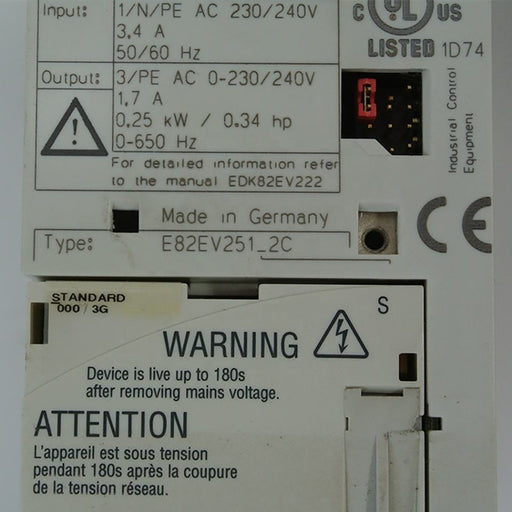 Input: 1/N/PE AC 230/240V
3,4 A
50/60 Hz
Output: 3/PE AC 0-230/240V
1,7 A
0,25 kW / 0.34 hp
0-650 Hz
For detailed information refer
to the manual EDK82EV222
C UL US
LISTED 1D74
Industrial Control
Equipment
Made in Germany
CE
Type: E82EV251_2C
STANDARD
000 / 3G
S
WARNING
Device is live up to 180s
after removing mains voltage.
ATTENTION
L'appareil est sous tension
pendant 180s après la coupure
de la tension réseau.